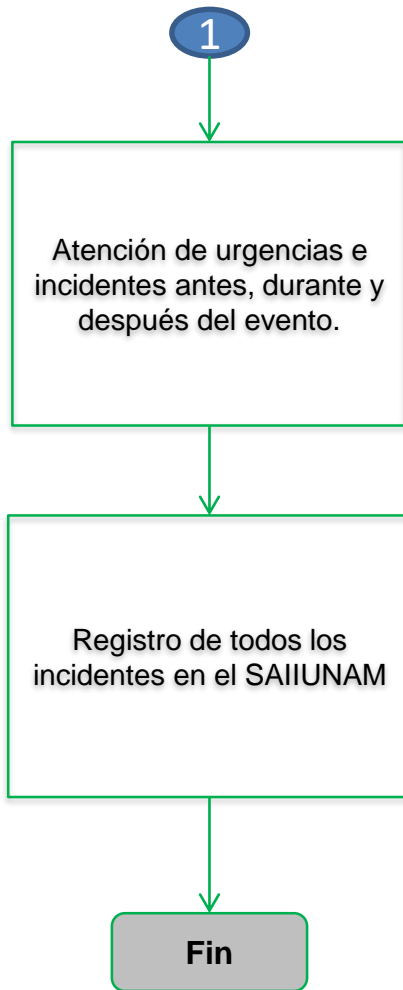 1
Atención de urgencias e
incidentes antes, durante y
después del evento.
Registro de todos los
incidentes en el SAIIUNAM
Fin